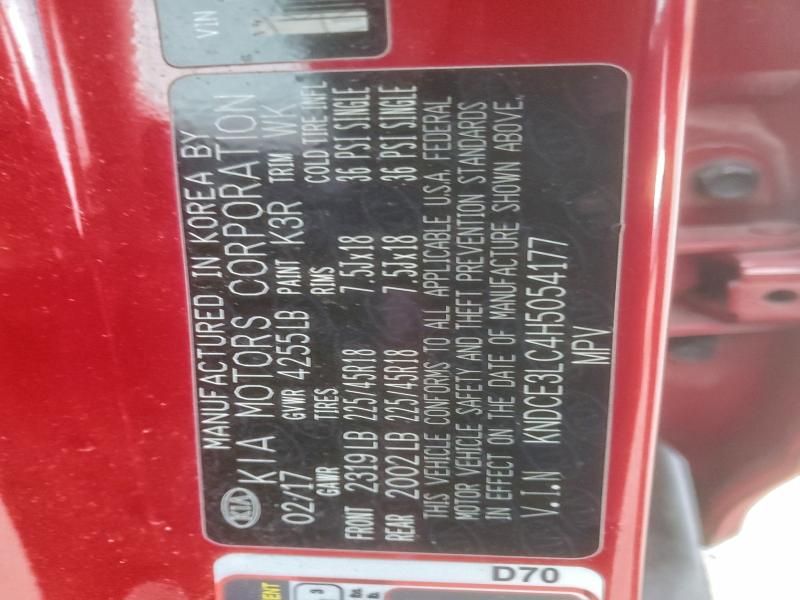 VIN
MANUFACTURED IN KOREA BY
KIA KIA MOTORS CORPORATION
02/17 GVWR 4255LB PAINT K3R TRIM WK
GAWR TIRES RIMS COLD TIRE INFL
FRONT 2319LB 225/45R18 7.5Jx18 36 PSI SINGLE
REAR 2002LB 225/45R18 7.5Jx18 36 PSI SINGLE
THIS VEHICLE CONFORMS TO ALL APPLICABLE U.S.A. FEDERAL
MOTOR VEHICLE SAFETY AND THEFT PREVENTION STANDARDS
IN EFFECT ON THE DATE OF MANUFACTURE SHOWN ABOVE.
V.I.N KNDCE3LC4H5054177
MPV
D70
3